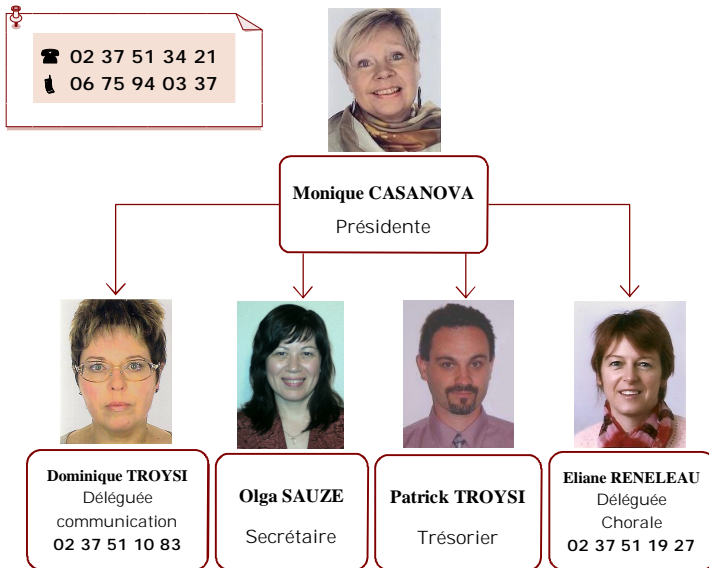 02 37 51 34 21
06 75 94 03 37
Monique CASANOVA
Présidente
Dominique TROYSI
Déléguée
communication
02 37 51 10 83
Olga SAUZE
Secrétaire
Patrick TROYSI
Trésorier
Eliane RENELEAU
Déléguée
Chorale
02 37 51 19 27